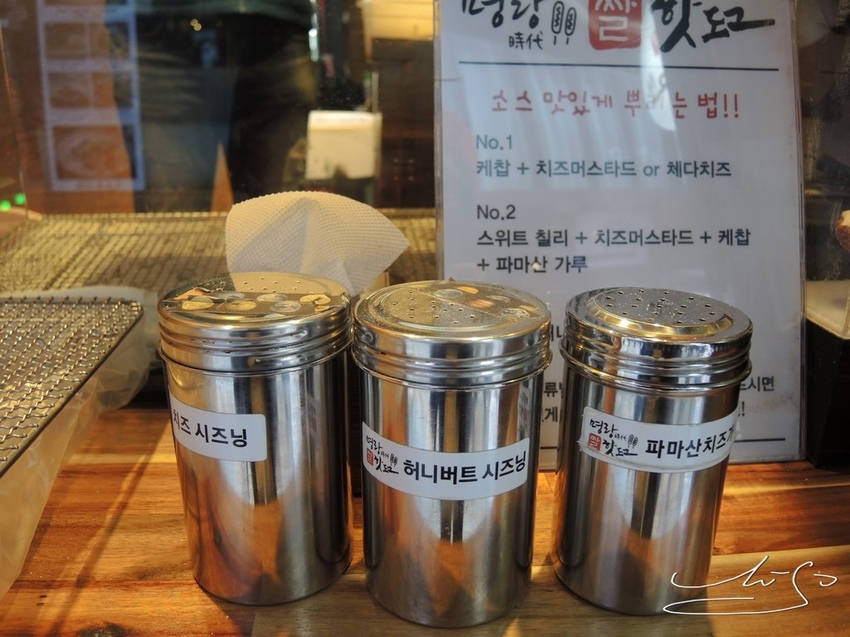 명랑
時代
쌀
핫도그
소스 맛있게 뿌리는 법!!
No.1
케찹 + 치즈머스타드 or 체다치즈
No.2
스위트 칠리 + 치즈머스타드 + 케찹
+ 파마산 가루
드시면
치즈 시즈닝
명랑
時代
쌀
핫도그
허니버트 시즈닝
명랑
時代
쌀
핫도그
파마산치즈